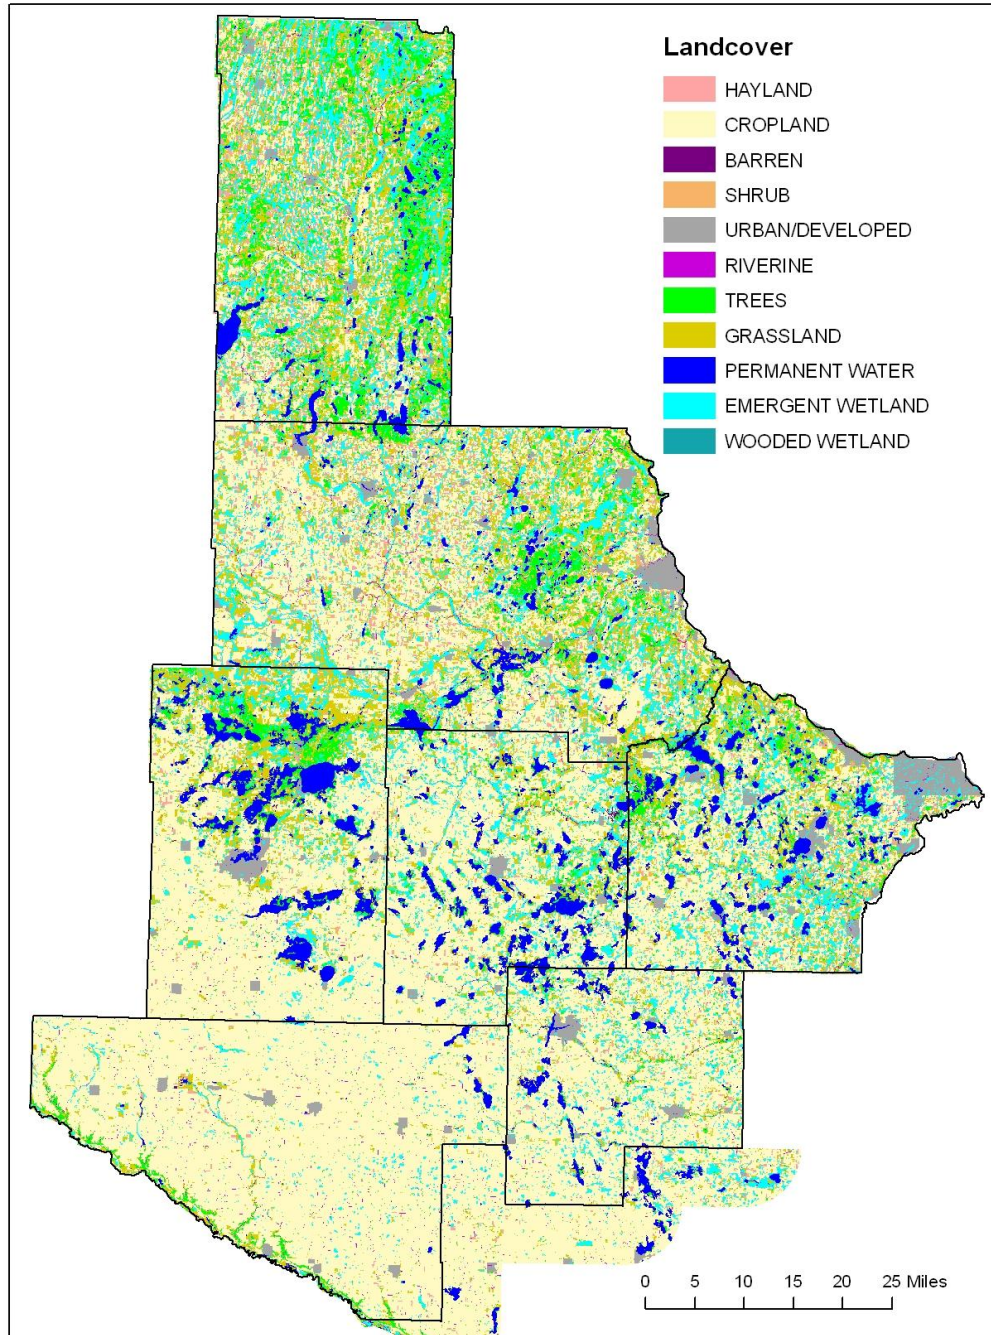 Landcover
HAYLAND
CROPLAND
BARREN
SHRUB
URBAN/DEVELOPED
RIVERINE
TREES
GRASSLAND
PERMANENT WATER
EMERGENT WETLAND
WOODED WETLAND
0 5 10 15 20 25 Miles